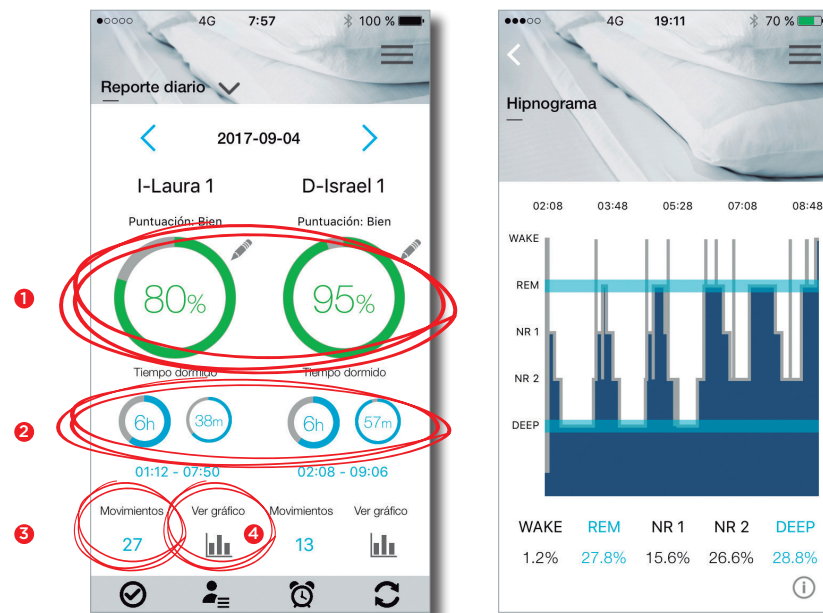 4G 7:57 100 %
Reporte diario
2017-09-04
I-Laura 1 D-Israel 1
Puntuación: Bien Puntuación: Bien
1
80% 95%
Tiempo dormido Tiempo dormido
2
6h 38m 6h 57m
01:12 - 07:50 02:08 - 09:06
Movimientos Ver gráfico Movimientos Ver gráfico
3
27 4 13
4G 19:11 70 %
Hipnograma
02:08 03:48 05:28 07:08 08:48
WAKE
REM
NR 1
NR 2
DEEP
WAKE REM NR 1 NR 2 DEEP
1.2% 27.8% 15.6% 26.6% 28.8%
i